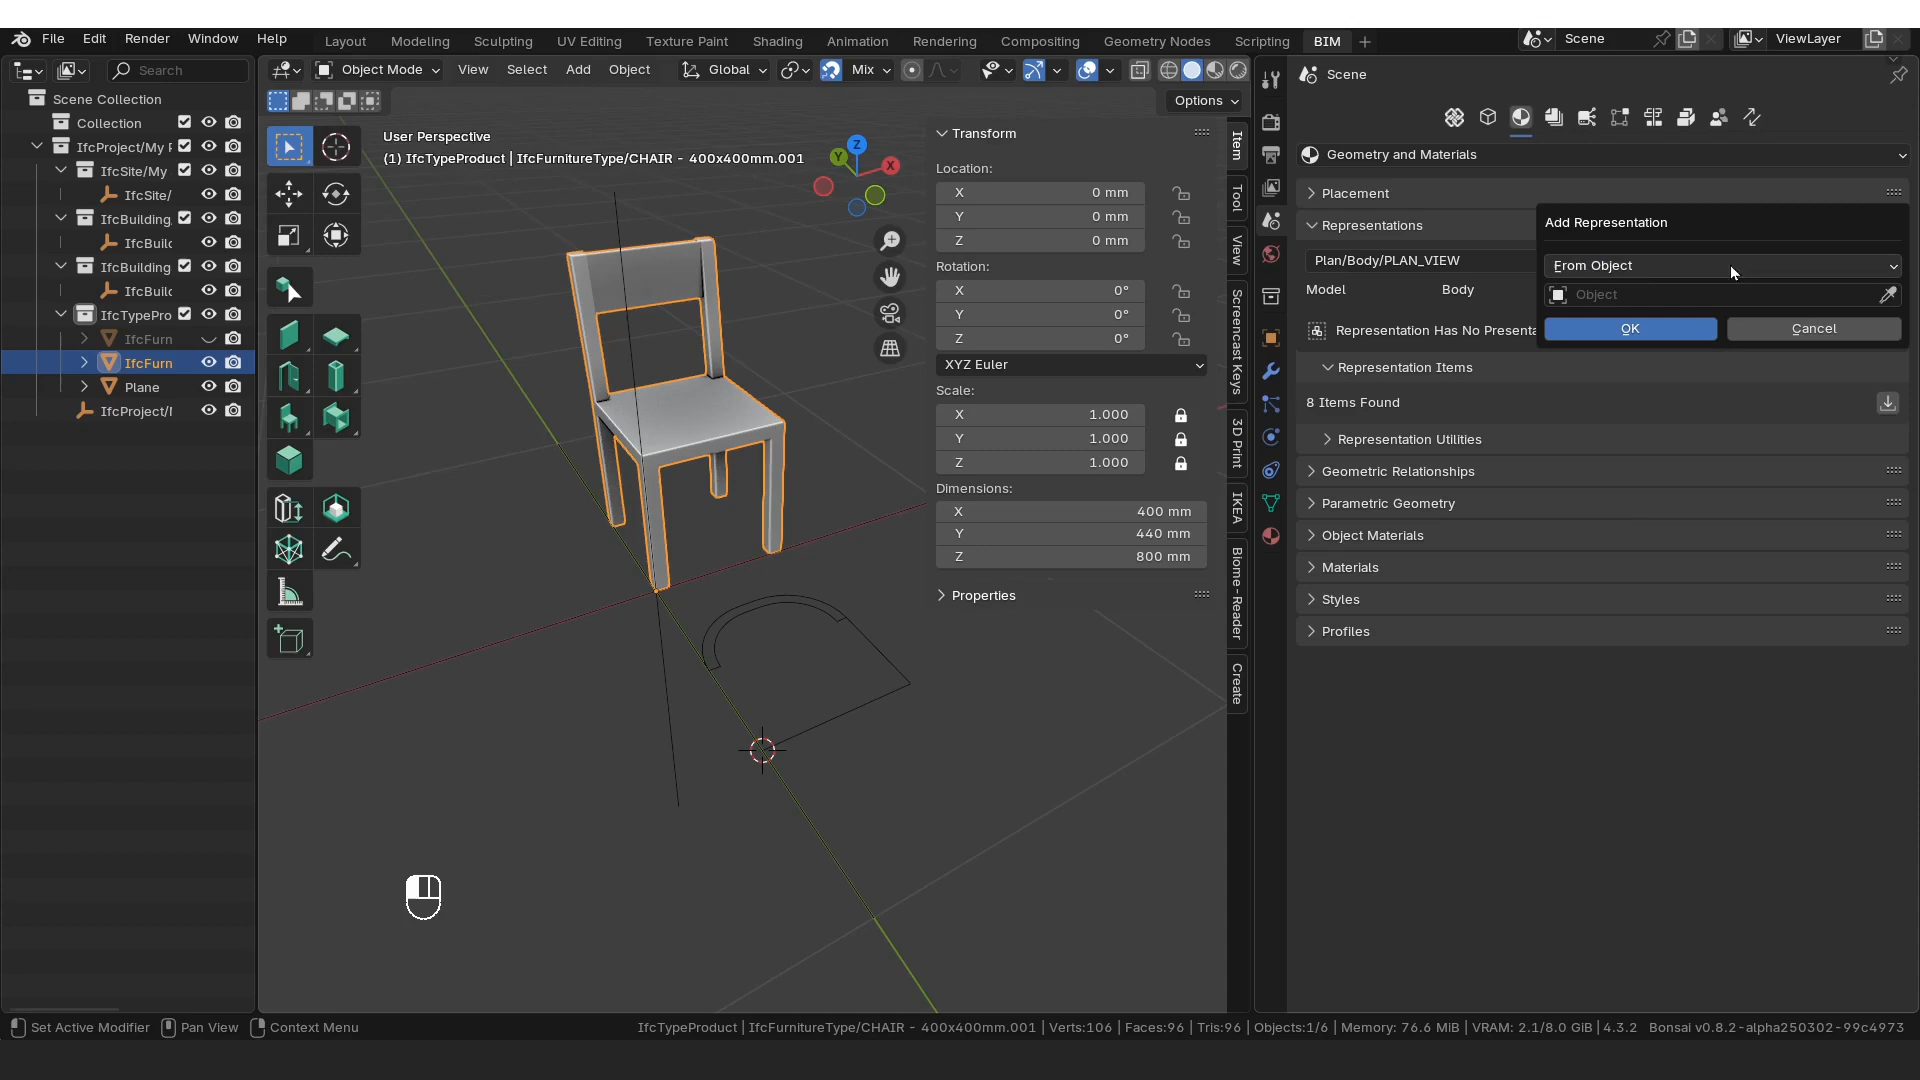 File Edit Render Window Help
Layout Modeling Sculpting UV Editing Texture Paint Shading Animation Rendering Compositing Geometry Nodes Scripting BIM
Scene
ViewLayer
Search
Scene Collection
Collection
IfcProject/My
IfcSite/My
IfcSite/
IfcBuilding
IfcBuild
IfcBuilding
IfcBuild
IfcTypePro
IfcFurn
IfcFurn
Plane
IfcProject/
Object Mode View Select Add Object Global Mix
Options
User Perspective
(1) IfcTypeProduct | IfcFurnitureType/CHAIR - 400x400mm.001
Z
Y
X
Transform
Location:
X 0 mm
Y 0 mm
Z 0 mm
Rotation:
X 0°
Y 0°
Z 0°
XYZ Euler
Scale:
X 1.000
Y 1.000
Z 1.000
Dimensions:
X 400 mm
Y 440 mm
Z 800 mm
Properties
Item
Tool
View
Screencast Keys
3D Print
IKEA
Biome-Reader
Create
Scene
Geometry and Materials
Placement
Representations
Plan/Body/PLAN_VIEW
Model Body
Representation Has No Presenta
Add Representation
From Object
Object
OK Cancel
Representation Items
8 Items Found
Representation Utilities
Geometric Relationships
Parametric Geometry
Object Materials
Materials
Styles
Profiles
Set Active Modifier Pan View Context Menu
IfcTypeProduct | IfcFurnitureType/CHAIR - 400x400mm.001 | Verts:106 | Faces:96 | Tris:96 | Objects:1/6 | Memory: 76.6 MiB | VRAM: 2.1/8.0 GiB | 4.3.2 Bonsai v0.8.2-alpha250302-99c4973